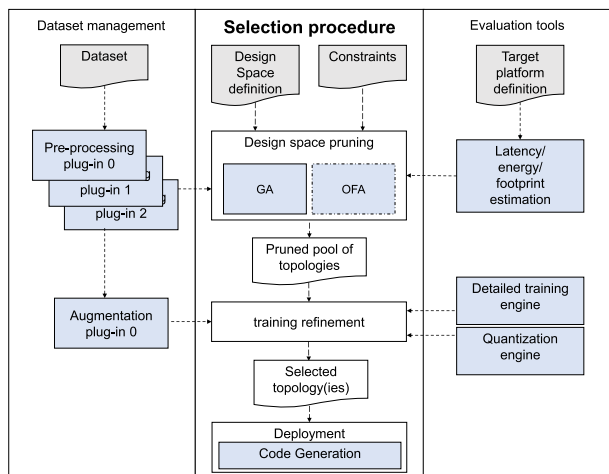 Dataset management
Selection procedure
Evaluation tools
Dataset
Design
Space
definition
Constraints
Target
platform
definition
Pre-processing
plug-in 0
plug-in 1
plug-in 2
Design space pruning
GA
OFA
Latency/
energy/
footprint
estimation
Pruned pool of
topologies
Augmentation
plug-in 0
training refinement
Detailed training
engine
Quantization
engine
Selected
topology(ies)
Deployment
Code Generation